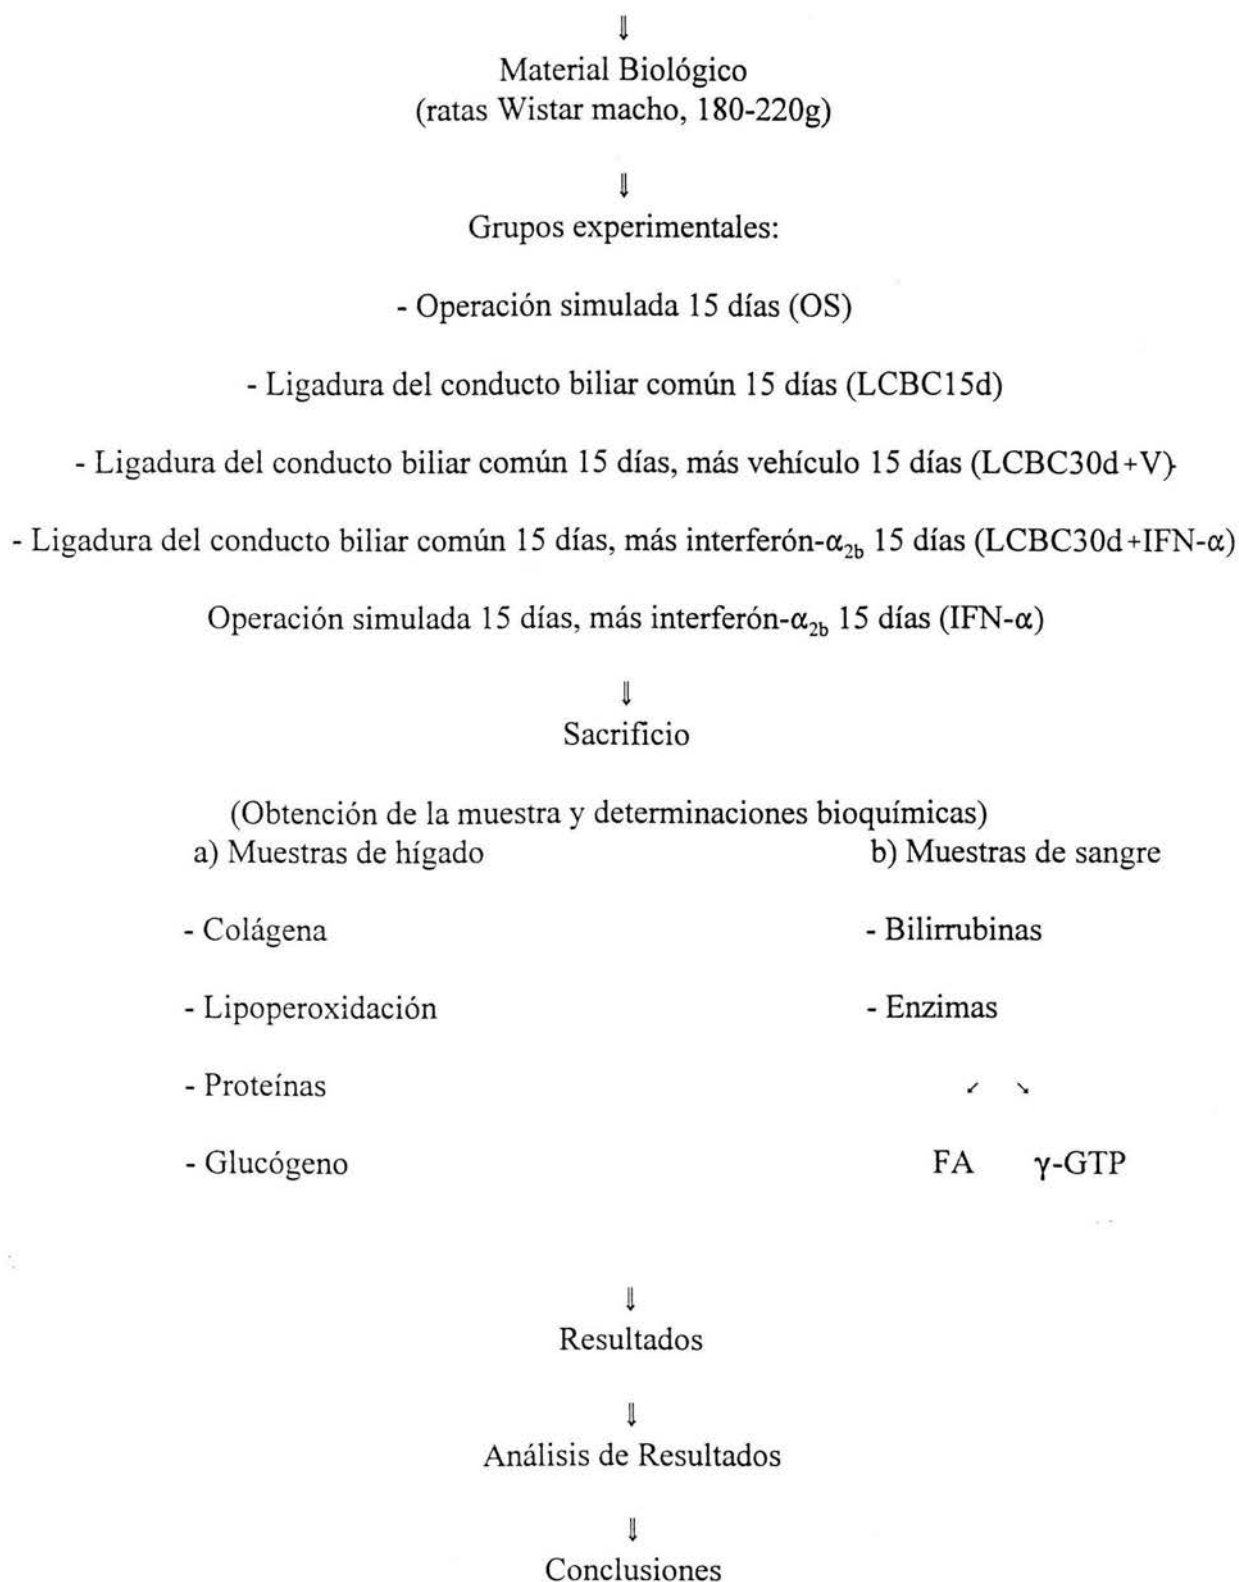 ⇓
Material Biológico
(ratas Wistar macho, 180-220g)
⇓
Grupos experimentales:
- Operación simulada 15 días (OS)
- Ligadura del conducto biliar común 15 días (LCBC15d)
- Ligadura del conducto biliar común 15 días, más vehículo 15 días (LCBC30d+V)
- Ligadura del conducto biliar común 15 días, más interferón-α₂b 15 días (LCBC30d+IFN-α)
Operación simulada 15 días, más interferón-α₂b 15 días (IFN-α)
⇓
Sacrificio
(Obtención de la muestra y determinaciones bioquímicas)
a) Muestras de hígado b) Muestras de sangre
- Colágena - Bilirrubinas
- Lipoperoxidación - Enzimas
- Proteínas ↙ ↘
- Glucógeno FA γ-GTP
⇓
Resultados
⇓
Análisis de Resultados
⇓
Conclusiones